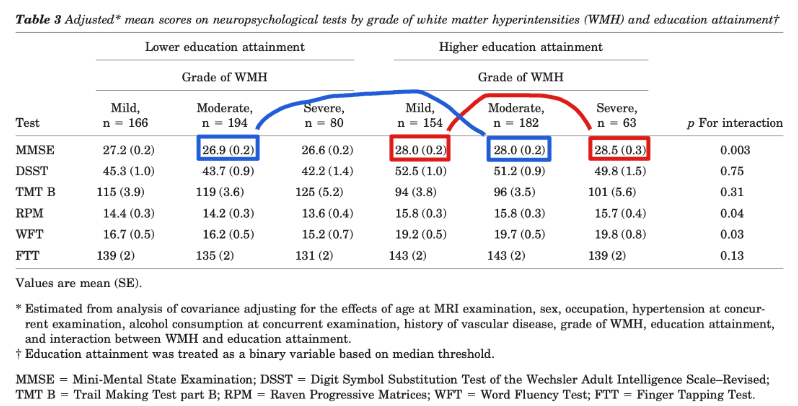 Table 3 Adjusted* mean scores on neuropsychological tests by grade of white matter hyperintensities (WMH) and education attainment†
Lower education attainment Higher education attainment
Grade of WMH Grade of WMH
Test Mild, n = 166 Moderate, n = 194 Severe, n = 80 Mild, n = 154 Moderate, n = 182 Severe, n = 63 p For interaction
MMSE 27.2 (0.2) 26.9 (0.2) 26.6 (0.2) 28.0 (0.2) 28.0 (0.2) 28.5 (0.3) 0.003
DSST 45.3 (1.0) 43.7 (0.9) 42.2 (1.4) 52.5 (1.0) 51.2 (0.9) 49.8 (1.5) 0.75
TMT B 115 (3.9) 119 (3.6) 125 (5.2) 94 (3.8) 96 (3.5) 101 (5.6) 0.31
RPM 14.4 (0.3) 14.2 (0.3) 13.6 (0.4) 15.8 (0.3) 15.8 (0.3) 15.7 (0.4) 0.04
WFT 16.7 (0.5) 16.2 (0.5) 15.2 (0.7) 19.2 (0.5) 19.7 (0.5) 19.8 (0.8) 0.03
FTT 139 (2) 135 (2) 131 (2) 143 (2) 143 (2) 139 (2) 0.13
Values are mean (SE).
* Estimated from analysis of covariance adjusting for the effects of age at MRI examination, sex, occupation, hypertension at concur-
rent examination, alcohol consumption at concurrent examination, history of vascular disease, grade of WMH, education attainment,
and interaction between WMH and education attainment.
† Education attainment was treated as a binary variable based on median threshold.
MMSE = Mini-Mental State Examination; DSST = Digit Symbol Substitution Test of the Wechsler Adult Intelligence Scale–Revised;
TMT B = Trail Making Test part B; RPM = Raven Progressive Matrices; WFT = Word Fluency Test; FTT = Finger Tapping Test.